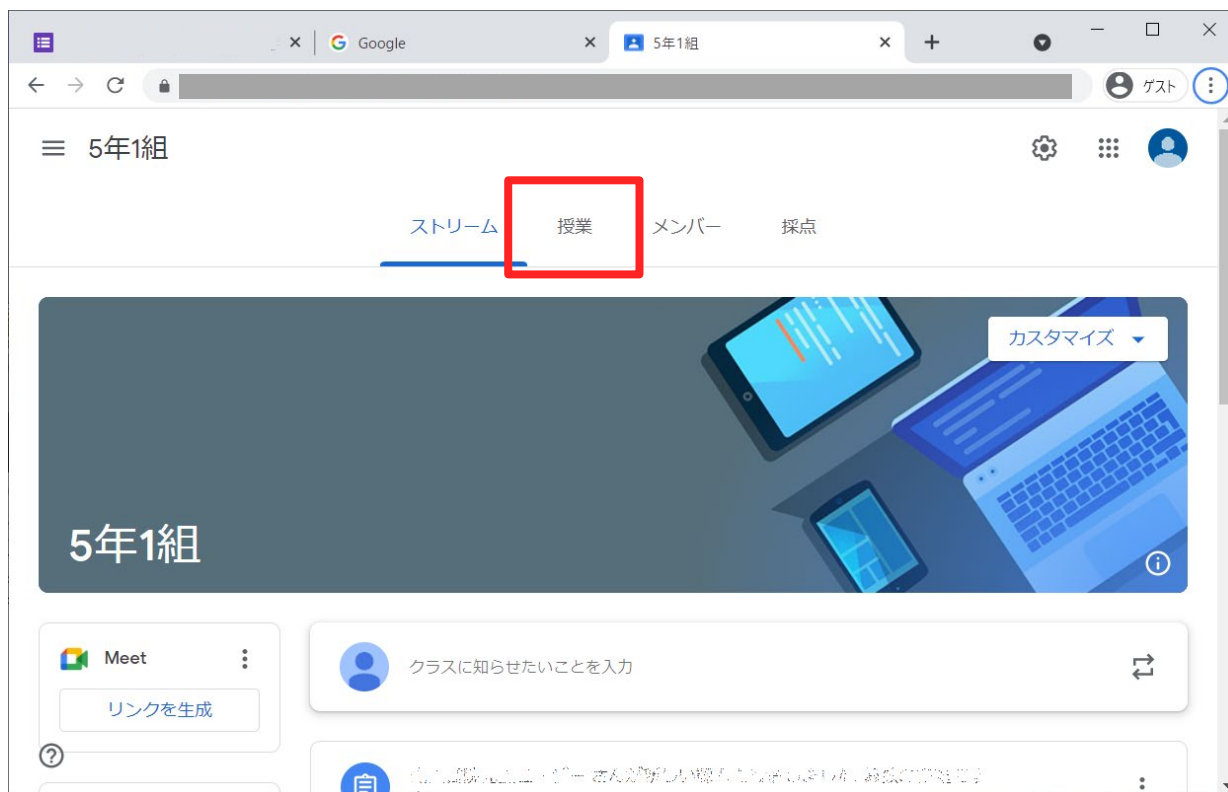 Google
5年1組
ゲスト
5年1組
ストリーム 授業 メンバー 採点
カスタマイズ
5年1組
Meet
クラスに知らせたいことを入力
リンクを生成